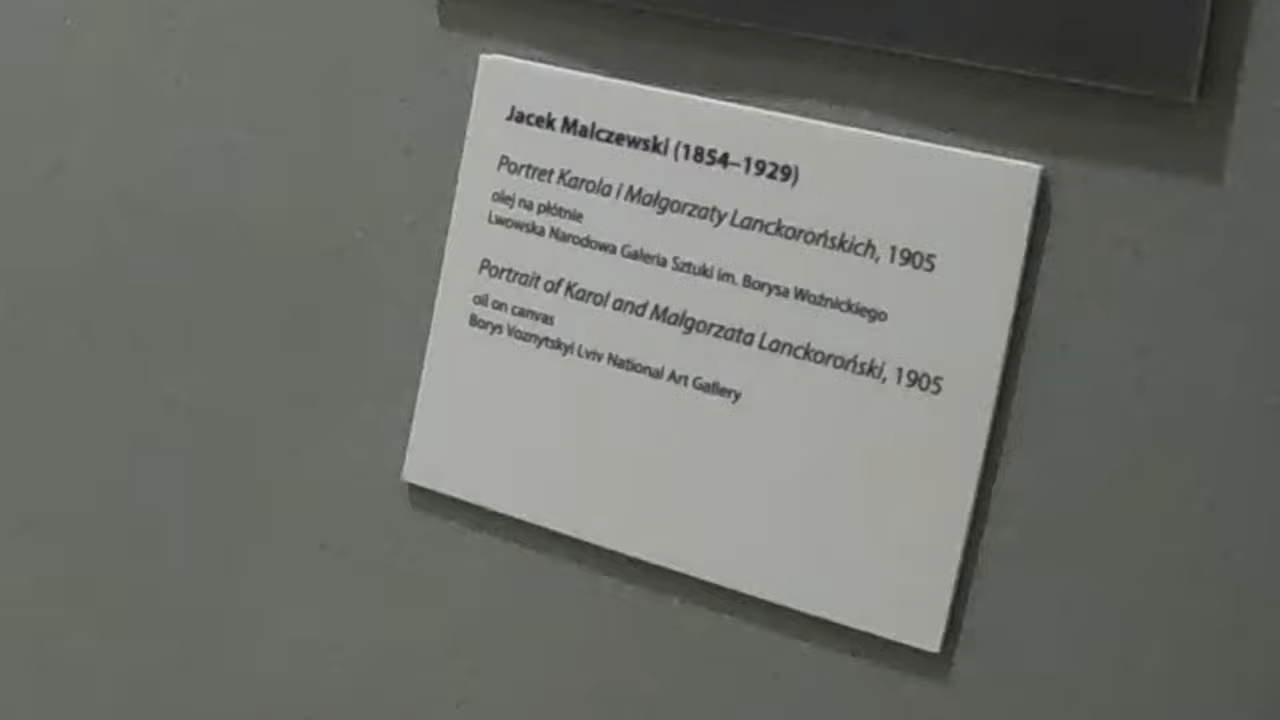 Jacek Malczewski (1854–1929)
Portret Karola i Małgorzaty Lanckorońskich, 1905
olej na płótnie
Lwowska Narodowa Galeria Sztuki im. Borysa Woźnickiego
Portrait of Karol and Małgorzata Lanckoroński, 1905
oil on canvas
Borys Voznytskyi Lviv National Art Gallery